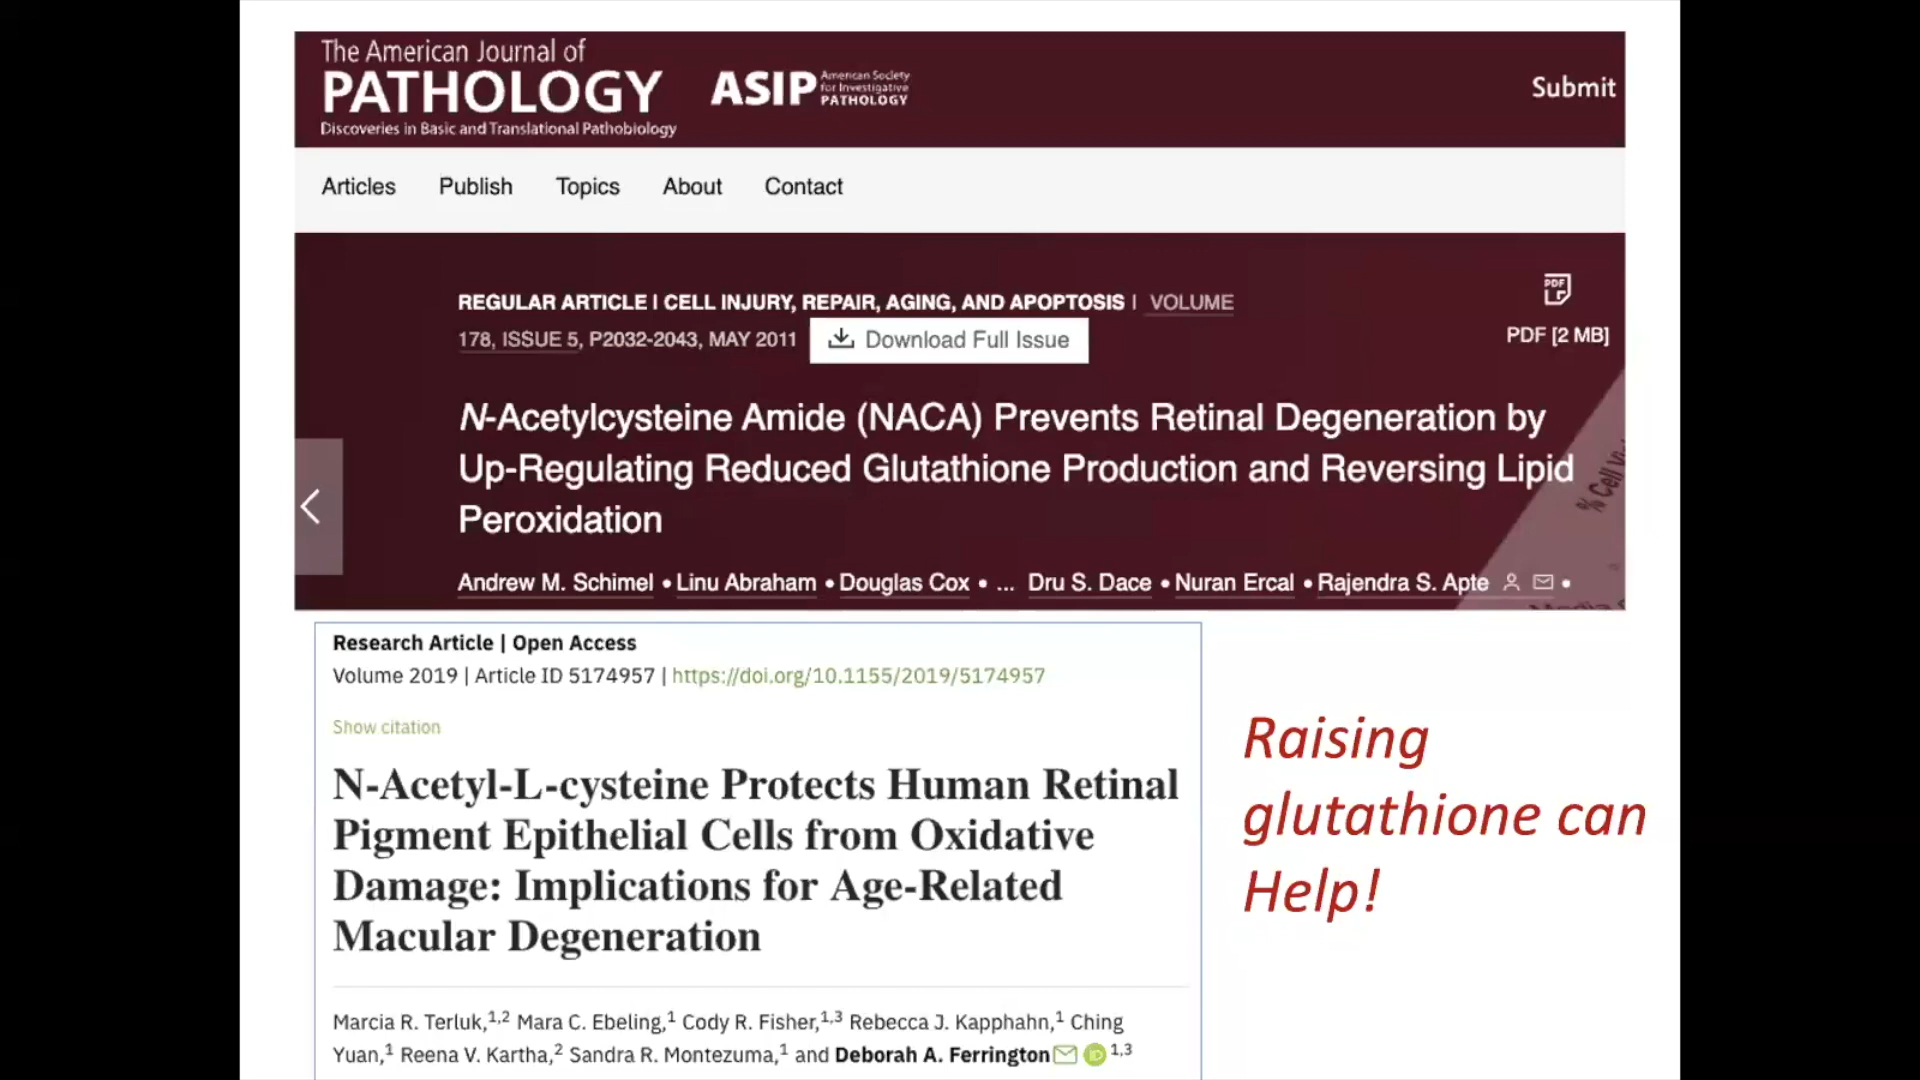 The American Journal of
PATHOLOGY
Discoveries in Basic and Translational Pathobiology
ASIP
American Society
for Investigative
PATHOLOGY
Submit
Articles Publish Topics About Contact
REGULAR ARTICLE | CELL INJURY, REPAIR, AGING, AND APOPTOSIS | VOLUME
178, ISSUE 5, P2032-2043, MAY 2011
Download Full Issue
PDF
PDF [2 MB]
N-Acetylcysteine Amide (NACA) Prevents Retinal Degeneration by
Up-Regulating Reduced Glutathione Production and Reversing Lipid
Peroxidation
% Cell
Andrew M. Schimel • Linu Abraham • Douglas Cox • ... Dru S. Dace • Nuran Ercal • Rajendra S. Apte •
Research Article | Open Access
Volume 2019 | Article ID 5174957 | https://doi.org/10.1155/2019/5174957
Show citation
N-Acetyl-L-cysteine Protects Human Retinal
Pigment Epithelial Cells from Oxidative
Damage: Implications for Age-Related
Macular Degeneration
Marcia R. Terluk,1,2 Mara C. Ebeling,1 Cody R. Fisher,1,3 Rebecca J. Kapphahn,1 Ching
Yuan,1 Reena V. Kartha,2 Sandra R. Montezuma,1 and Deborah A. Ferrington iD 1,3
Raising
glutathione can
Help!